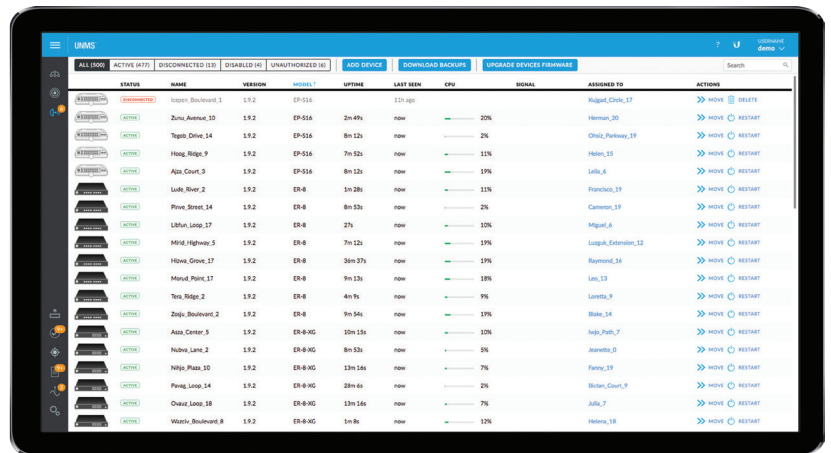 UNMS ? USERNAME
demo
ALL (500) ACTIVE (477) DISCONNECTED (13) DISABLED (4) UNAUTHORIZED (6) ADD DEVICE DOWNLOAD BACKUPS UPGRADE DEVICES FIRMWARE Search
STATUS NAME VERSION MODEL UPTIME LAST SEEN CPU SIGNAL ASSIGNED TO ACTIONS
DISCONNECTED Icepen_Boulevard_1 1.9.2 EP-S16 11h ago Kujgad_Circle_17 MOVE DELETE
ACTIVE Zunu_Avenue_10 1.9.2 EP-S16 2m 49s now 20% Herman_20 MOVE RESTART
ACTIVE Tegeb_Drive_14 1.9.2 EP-S16 8m 12s now 2% Ohsiz_Parkway_19 MOVE RESTART
ACTIVE Hoog_Ridge_9 1.9.2 EP-S16 7m 52s now 11% Helen_15 MOVE RESTART
ACTIVE Ajza_Court_3 1.9.2 EP-S16 8m 12s now 19% Leila_6 MOVE RESTART
ACTIVE Lude_River_2 1.9.2 ER-8 1m 28s now 11% Francisco_19 MOVE RESTART
ACTIVE Pinve_Street_14 1.9.2 ER-8 8m 53s now 2% Cameron_19 MOVE RESTART
ACTIVE Libfun_Loop_17 1.9.2 ER-8 27s now 10% Miguel_6 MOVE RESTART
ACTIVE Mirid_Highway_5 1.9.2 ER-8 7m 12s now 19% Luzguk_Extension_12 MOVE RESTART
ACTIVE Hizwa_Grove_17 1.9.2 ER-8 36m 37s now 19% Raymond_16 MOVE RESTART
ACTIVE Morud_Point_17 1.9.2 ER-8 9m 13s now 18% Leo_13 MOVE RESTART
ACTIVE Tera_Ridge_2 1.9.2 ER-8 4m 9s now 9% Loretta_9 MOVE RESTART
ACTIVE Zosju_Boulevard_2 1.9.2 ER-8 9m 54s now 19% Blake_14 MOVE RESTART
ACTIVE Asza_Center_5 1.9.2 ER-8-XG 10m 15s now 10% Iwjo_Path_7 MOVE RESTART
ACTIVE Nubva_Lane_2 1.9.2 ER-8-XG 8m 53s now 5% Jeanette_0 MOVE RESTART
ACTIVE Nihjo_Plaza_10 1.9.2 ER-8-XG 13m 16s now 7% Fanny_19 MOVE RESTART
ACTIVE Pavag_Loop_14 1.9.2 ER-8-XG 28m 6s now 2% Bictan_Court_9 MOVE RESTART
ACTIVE Ovauz_Loop_18 1.9.2 ER-8-XG 13m 16s now 7% Julia_7 MOVE RESTART
ACTIVE Wazciv_Boulevard_8 1.9.2 ER-8-XG 1m 8s now 12% Helena_18 MOVE RESTART